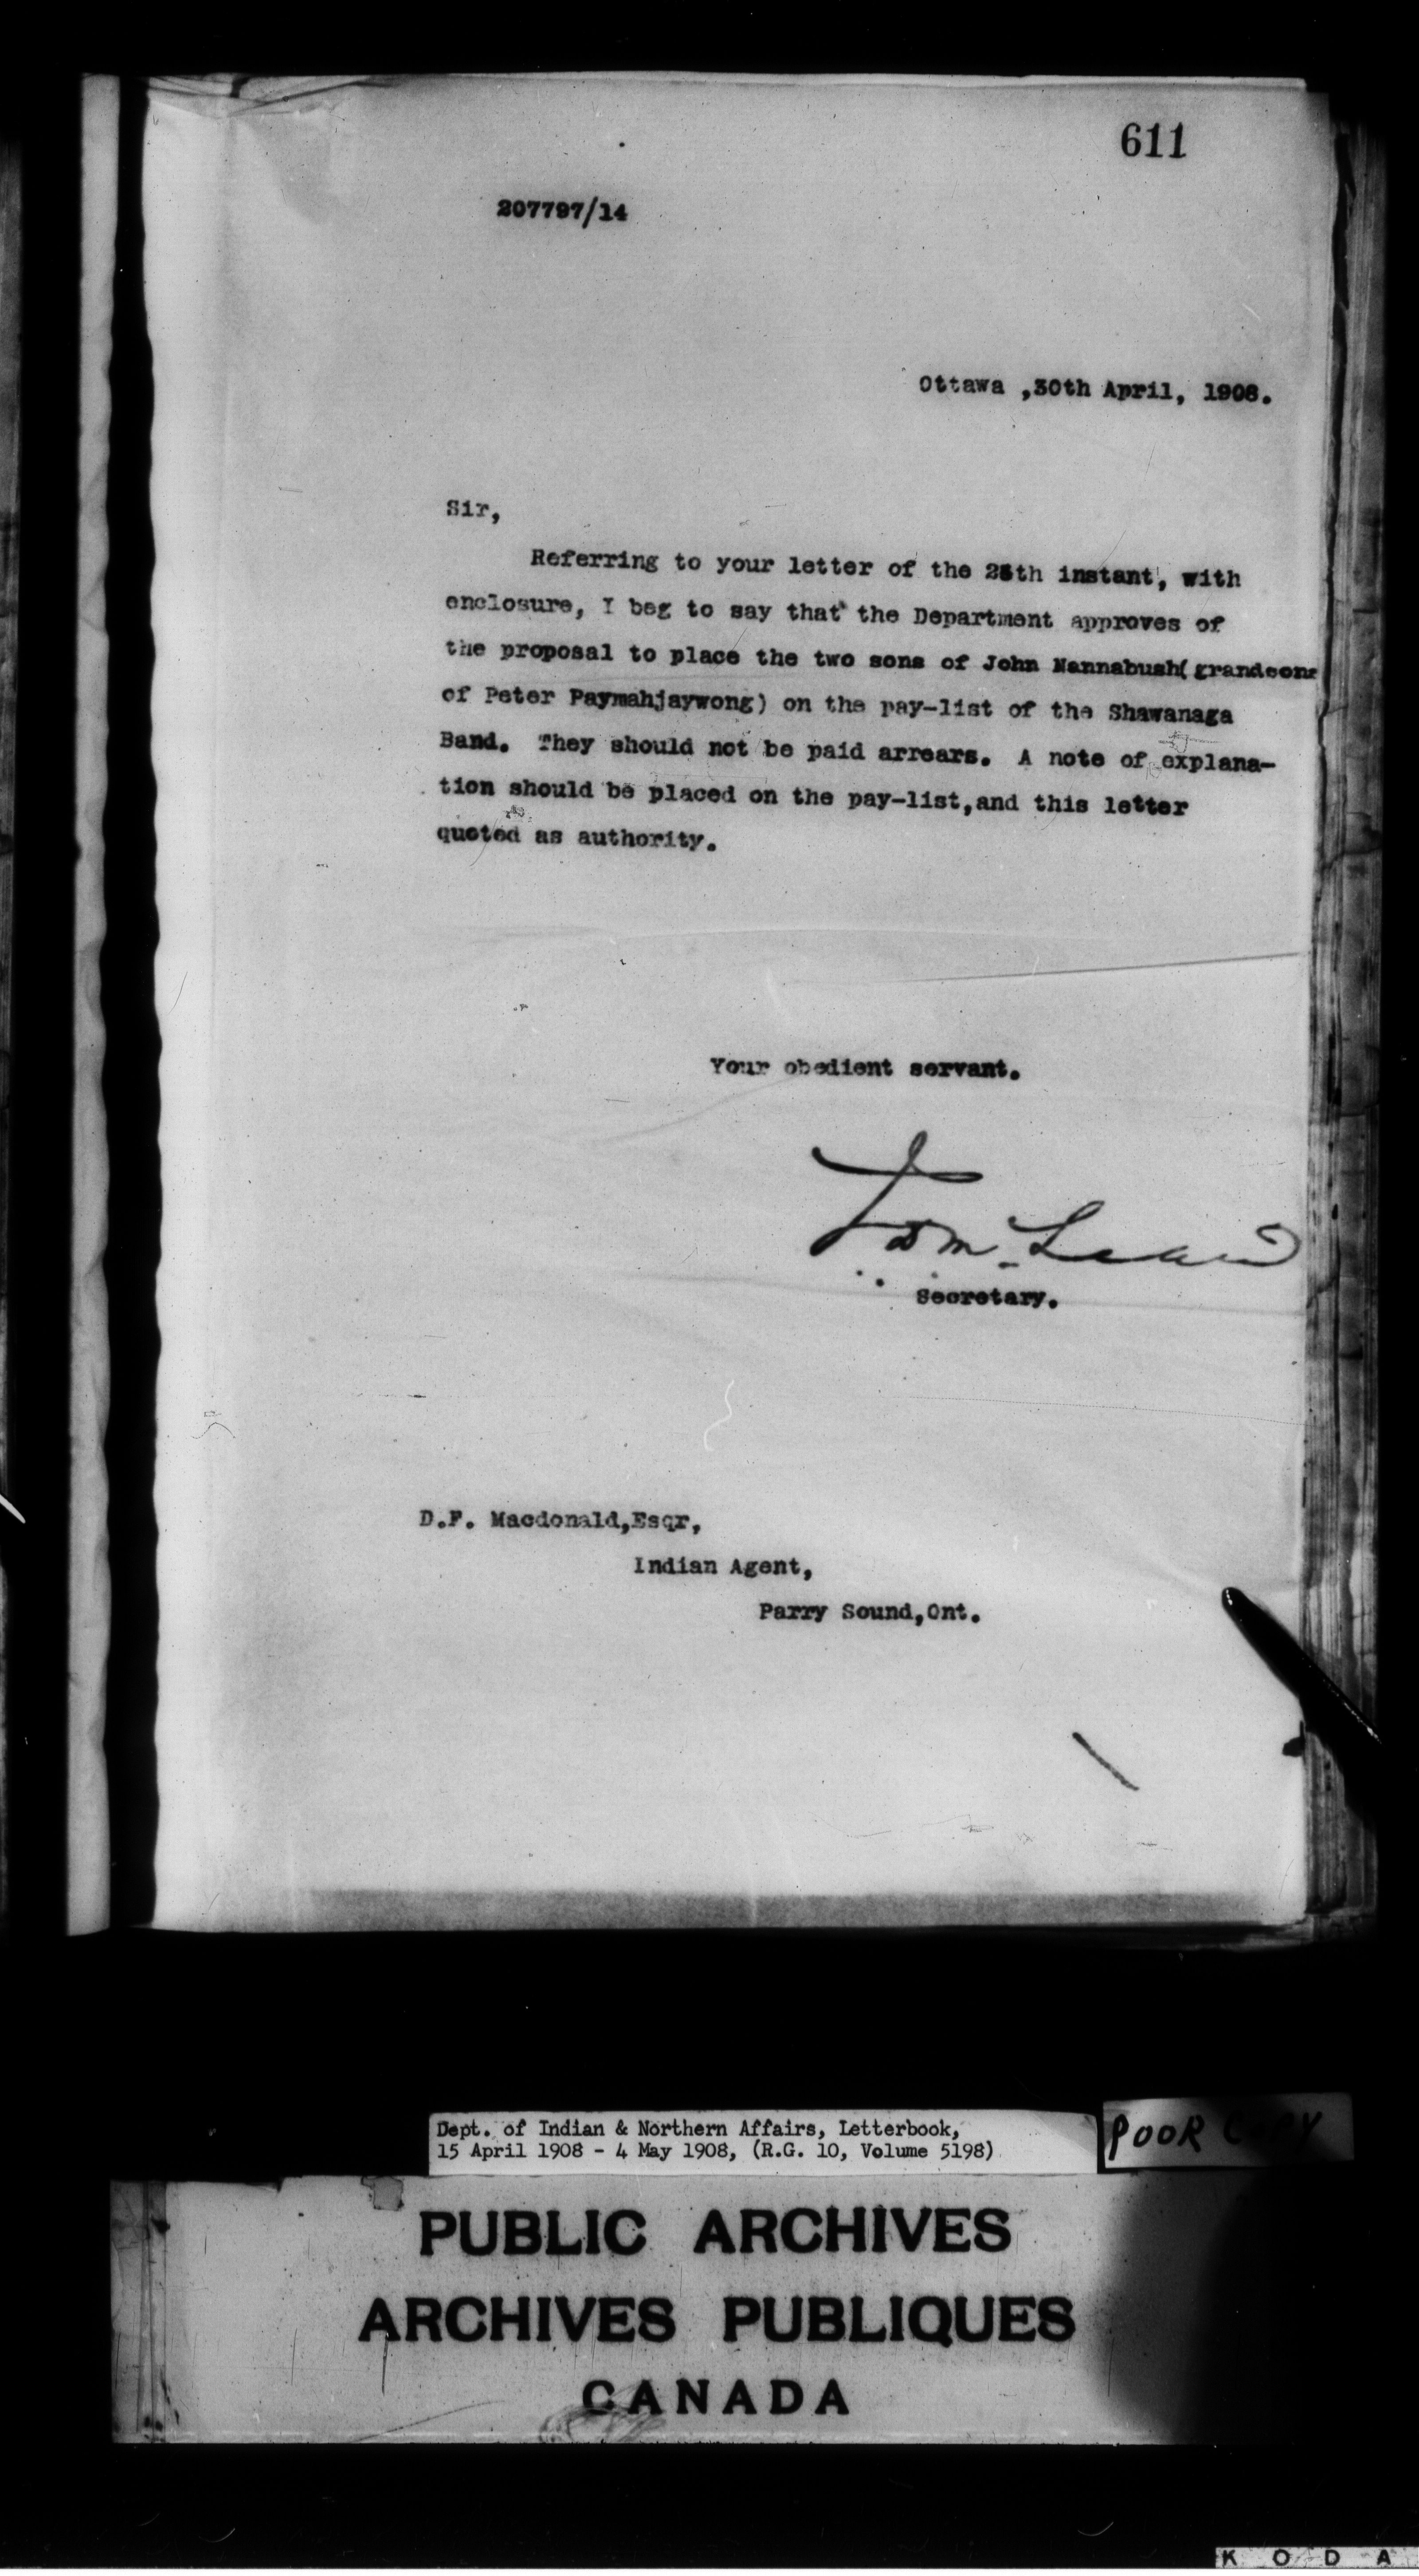 611
207797/14
Ottawa ,30th April, 1908.
Sir,
Referring to your letter of the 25th instant, with
enclosure, I beg to say that the Department approves of
the proposal to place the two sons of John Nannabush(grandsons
of Peter Paymahjaywong) on the pay-list of the Shawanaga
Band. They should not be paid arrears. A note of explana-
tion should be placed on the pay-list,and this letter
quoted as authority.
Your obedient servant.
Secretary.
D.F. Macdonald,Esqr,
Indian Agent,
Parry Sound,Ont.
Dept. of Indian & Northern Affairs, Letterbook,
15 April 1908 - 4 May 1908, (R.G. 10, Volume 5198)
POOR COPY
PUBLIC ARCHIVES
ARCHIVES PUBLIQUES
CANADA
K O D A